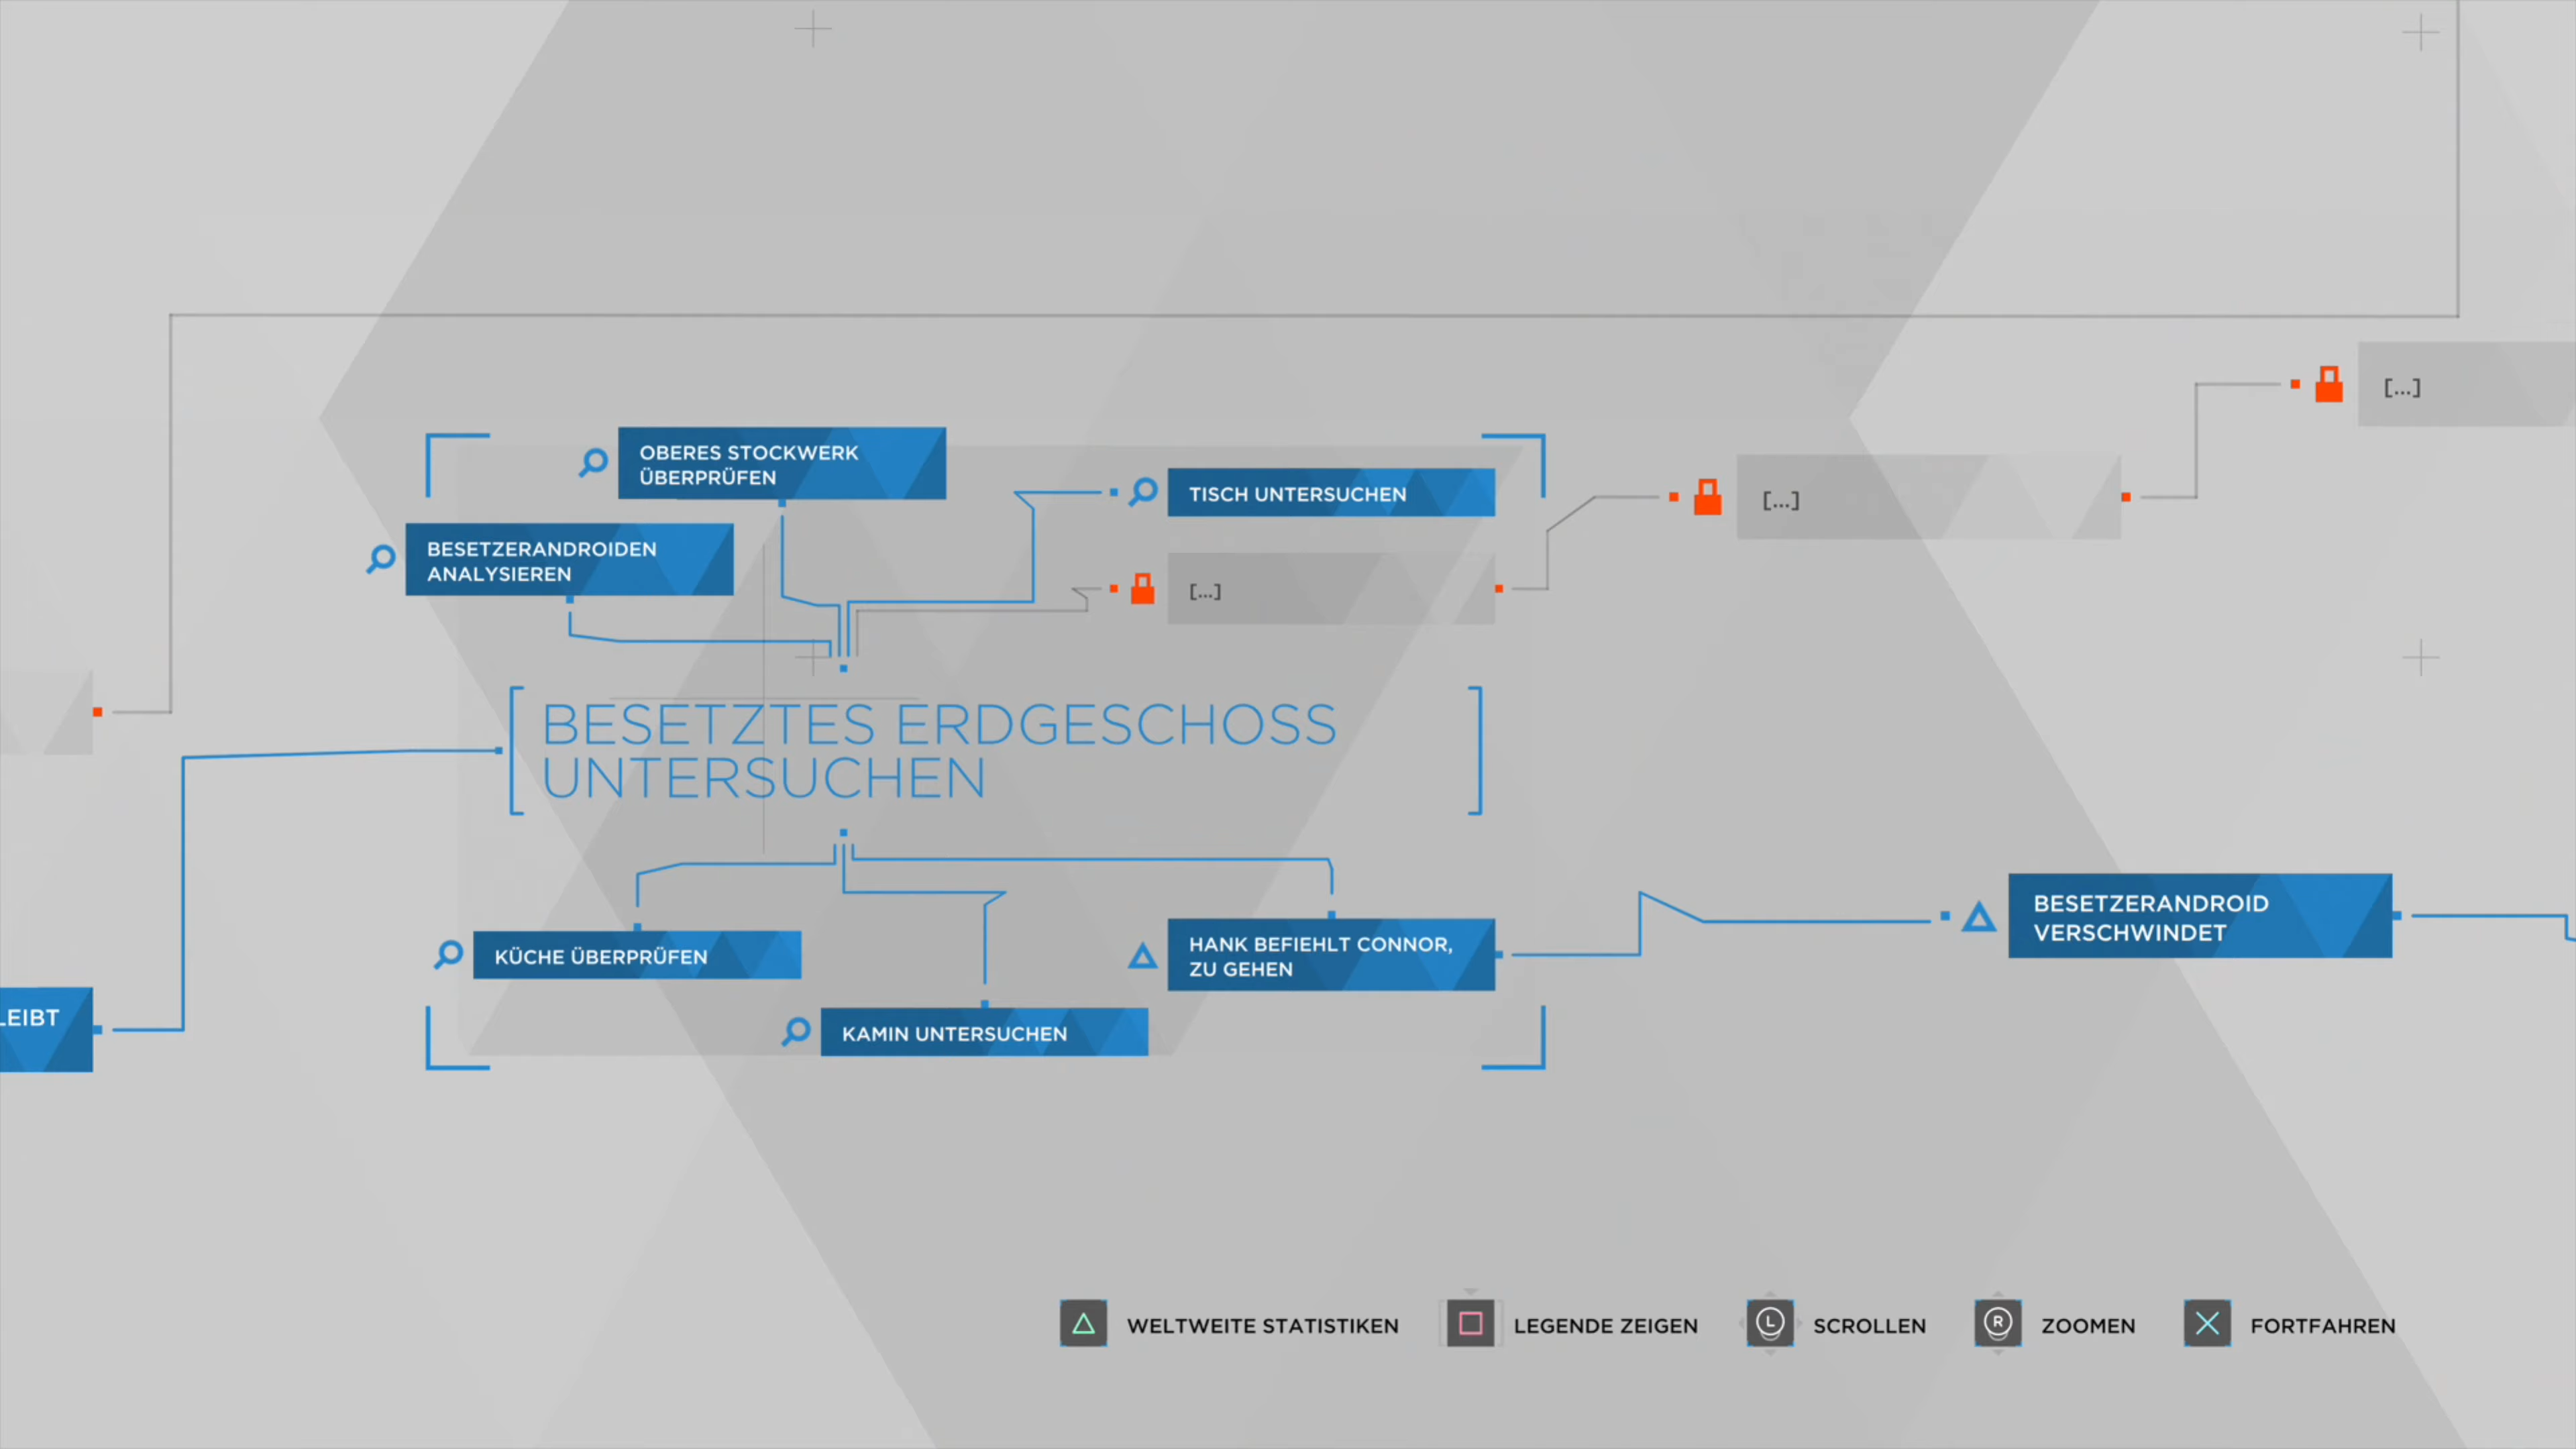 [...]
OBERES STOCKWERK
ÜBERPRÜFEN
TISCH UNTERSUCHEN
[...]
BESETZERANDROIDEN
ANALYSIEREN
[...]
BESETZTES ERDGESCHOSS
UNTERSUCHEN
BESETZERANDROID
VERSCHWINDET
HANK BEFIEHLT CONNOR,
ZU GEHEN
KÜCHE ÜBERPRÜFEN
LEIBT
KAMIN UNTERSUCHEN
WELTWEITE STATISTIKEN
LEGENDE ZEIGEN
L
SCROLLEN
R
ZOOMEN
FORTFAHREN